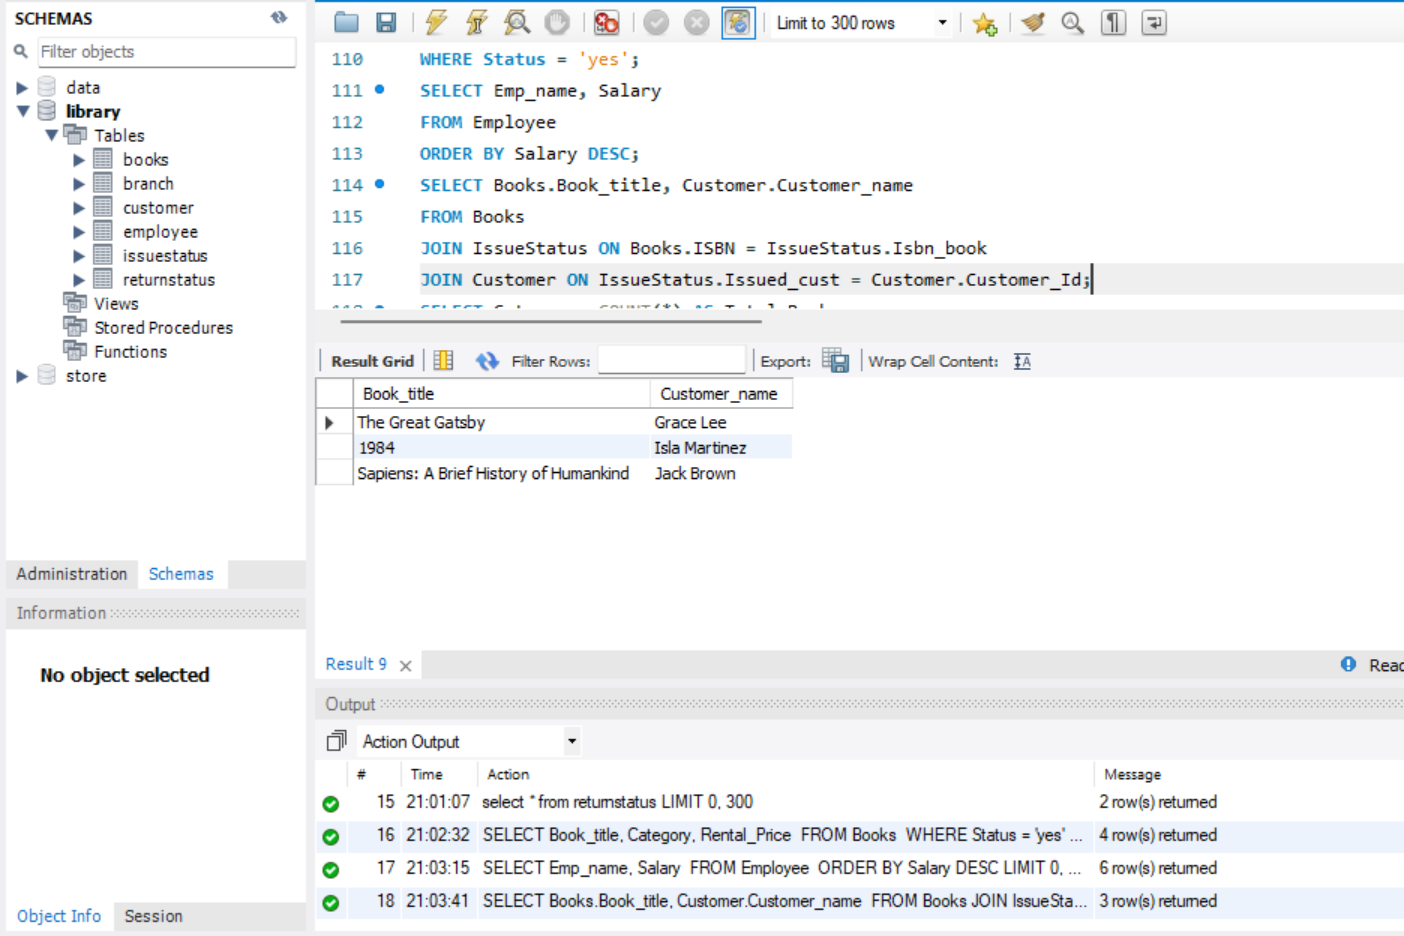 SCHEMAS
Filter objects
data
library
Tables
books
branch
customer
employee
issuestatus
returnstatus
Views
Stored Procedures
Functions
store
Administration Schemas
Information
No object selected
Object Info Session
Limit to 300 rows
110 WHERE Status = 'yes';
111 SELECT Emp_name, Salary
112 FROM Employee
113 ORDER BY Salary DESC;
114 SELECT Books.Book_title, Customer.Customer_name
115 FROM Books
116 JOIN IssueStatus ON Books.ISBN = IssueStatus.Isbn_book
117 JOIN Customer ON IssueStatus.Issued_cust = Customer.Customer_Id;
Result Grid Filter Rows: Export: Wrap Cell Content: IA
Book_title Customer_name
The Great Gatsby Grace Lee
1984 Isla Martinez
Sapiens: A Brief History of Humankind Jack Brown
Result 9 Read
Output
Action Output
# Time Action Message
15 21:01:07 select * from returnstatus LIMIT 0, 300 2 row(s) returned
16 21:02:32 SELECT Book_title, Category, Rental_Price FROM Books WHERE Status = 'yes' ... 4 row(s) returned
17 21:03:15 SELECT Emp_name, Salary FROM Employee ORDER BY Salary DESC LIMIT 0, ... 6 row(s) returned
18 21:03:41 SELECT Books.Book_title, Customer.Customer_name FROM Books JOIN IssueSta... 3 row(s) returned